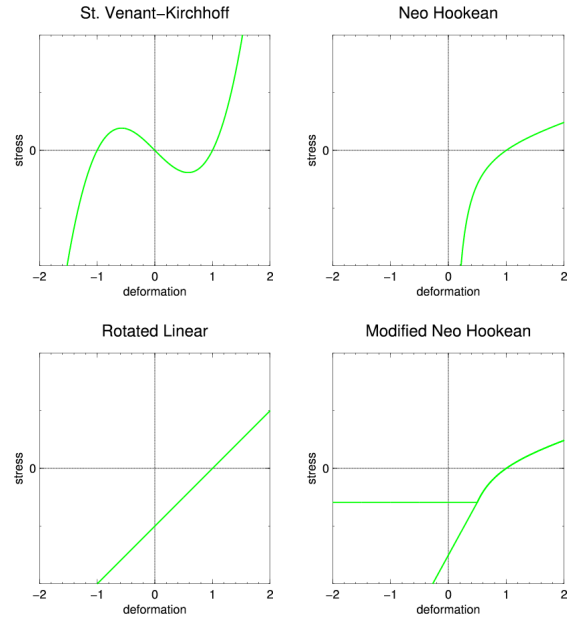 St. Venant−Kirchhoff
Neo Hookean
stress
0
−2 −1 0 1 2
deformation
stress
0
−2 −1 0 1 2
deformation
Rotated Linear
Modified Neo Hookean
stress
0
−2 −1 0 1 2
deformation
stress
0
−2 −1 0 1 2
deformation